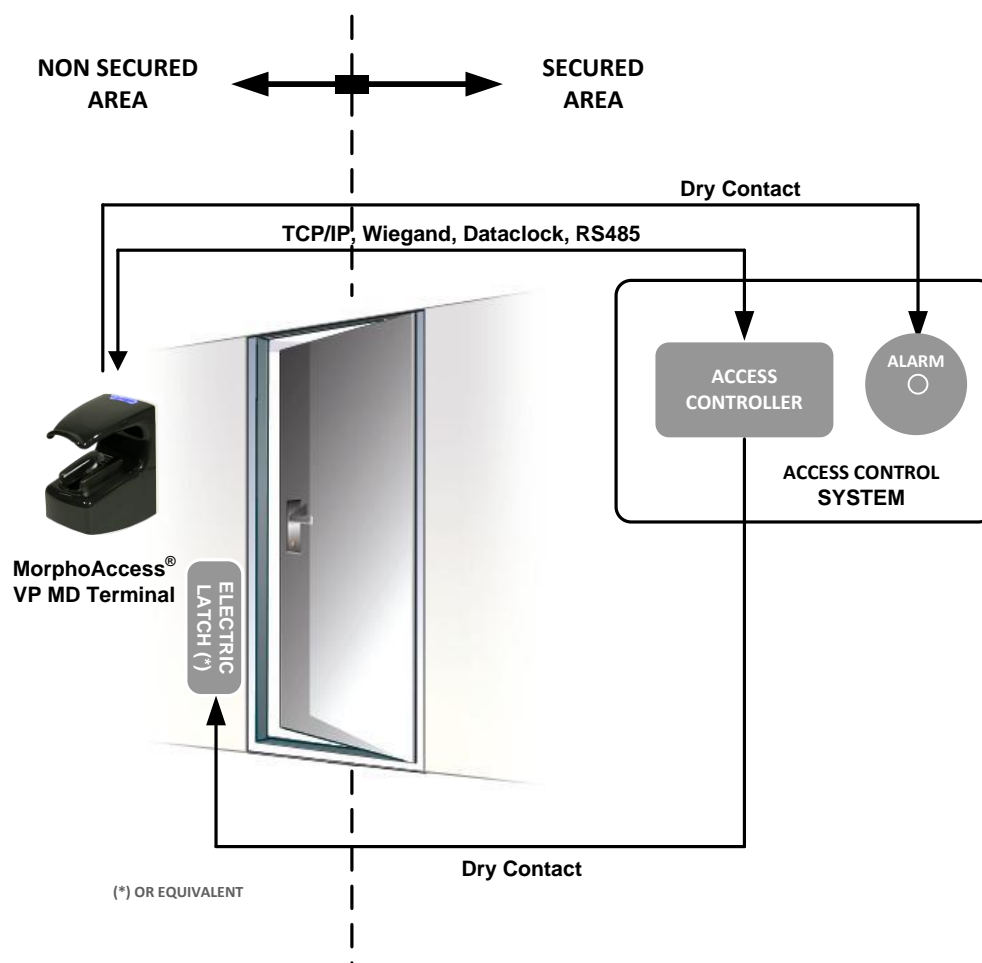 NON SECURED
AREA
SECURED
AREA
Dry Contact
TCP/IP, Wiegand, Dataclock, RS485
ACCESS
CONTROLLER
ALARM
ACCESS CONTROL
SYSTEM
MorphoAccess®
VP MD Terminal
ELECTRIC
LATCH (*)
Dry Contact
(*) OR EQUIVALENT